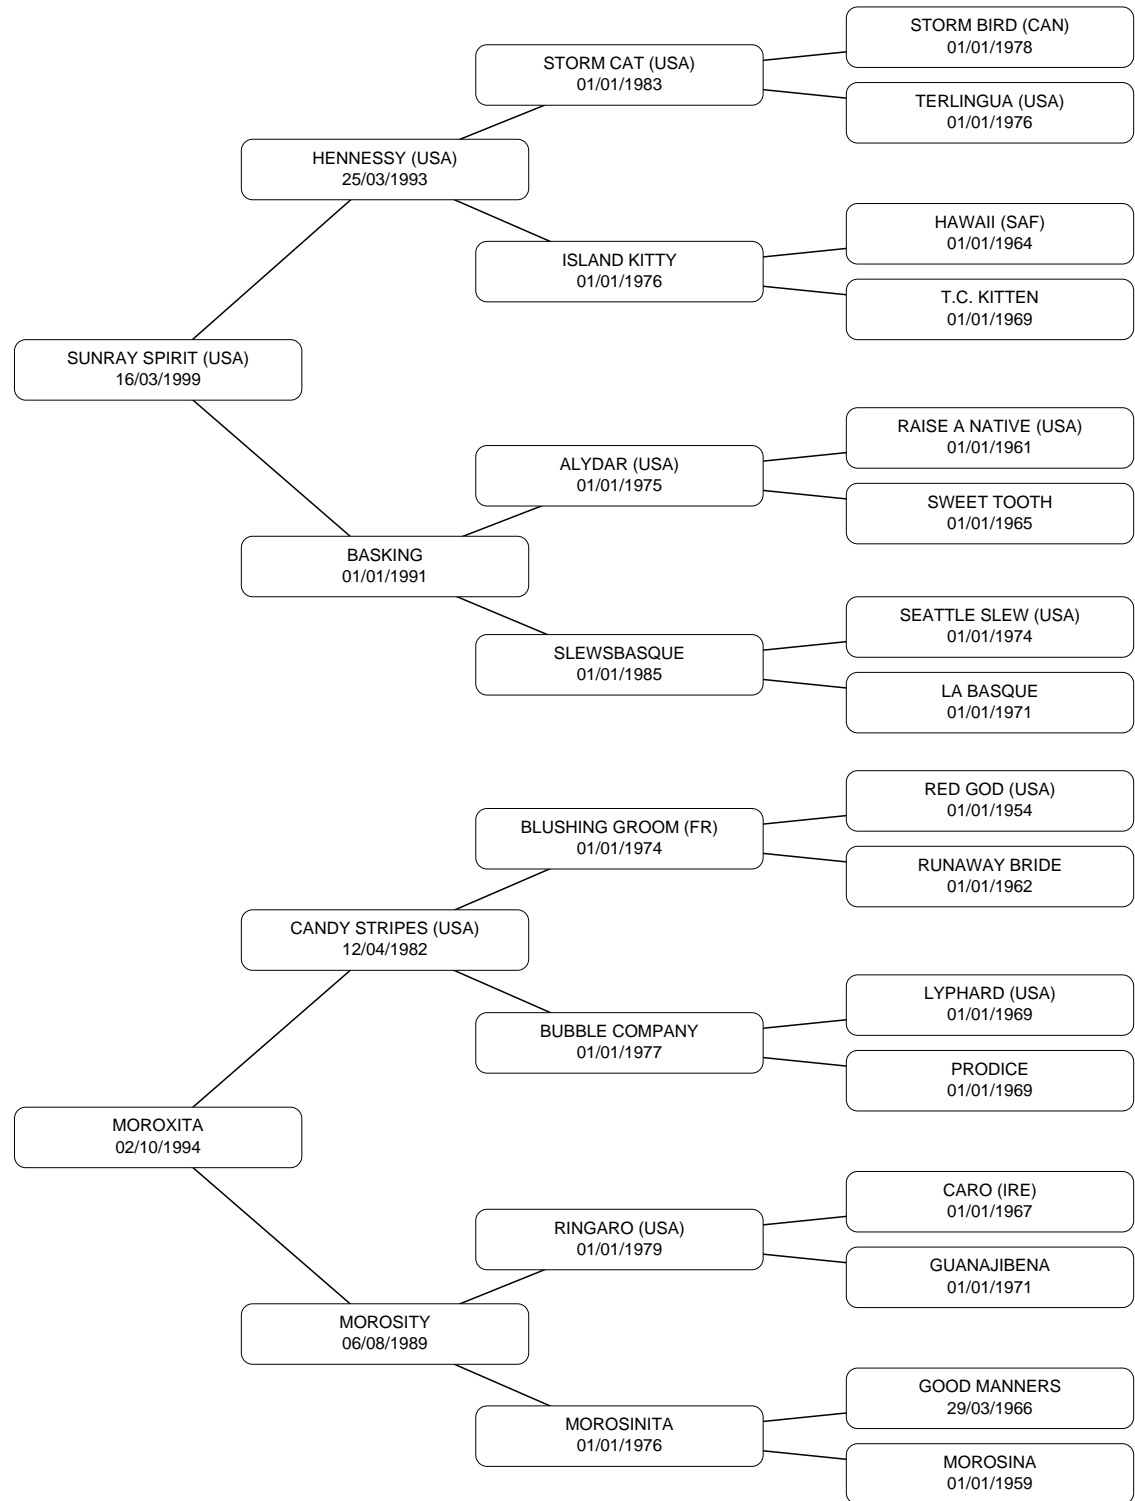 STORM BIRD (CAN)
01/01/1978
STORM CAT (USA)
01/01/1983
TERLINGUA (USA)
01/01/1976
HENNESSY (USA)
25/03/1993
HAWAII (SAF)
01/01/1964
ISLAND KITTY
01/01/1976
T.C. KITTEN
01/01/1969
SUNRAY SPIRIT (USA)
16/03/1999
RAISE A NATIVE (USA)
01/01/1961
ALYDAR (USA)
01/01/1975
SWEET TOOTH
01/01/1965
BASKING
01/01/1991
SEATTLE SLEW (USA)
01/01/1974
SLEWSBASQUE
01/01/1985
LA BASQUE
01/01/1971
RED GOD (USA)
01/01/1954
BLUSHING GROOM (FR)
01/01/1974
RUNAWAY BRIDE
01/01/1962
CANDY STRIPES (USA)
12/04/1982
LYPHARD (USA)
01/01/1969
BUBBLE COMPANY
01/01/1977
PRODICE
01/01/1969
MOROXITA
02/10/1994
CARO (IRE)
01/01/1967
RINGARO (USA)
01/01/1979
GUANAJIBENA
01/01/1971
MOROSITY
06/08/1989
GOOD MANNERS
29/03/1966
MOROSINITA
01/01/1976
MOROSINA
01/01/1959